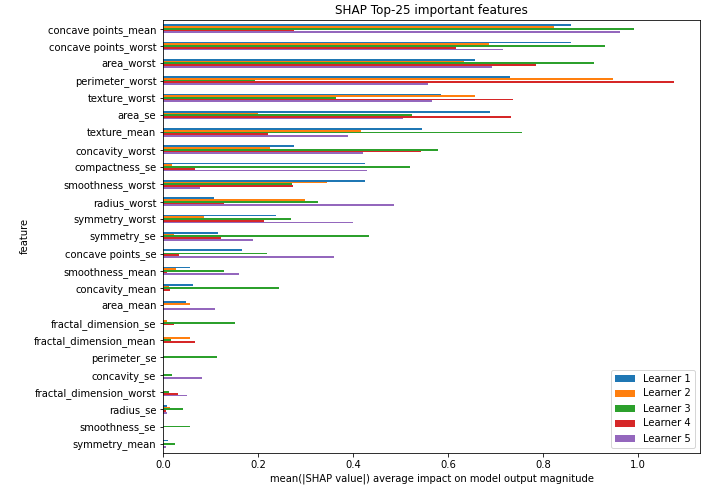 SHAP Top-25 important features
concave points_mean
concave points_worst
area_worst
perimeter_worst
texture_worst
area_se
texture_mean
concavity_worst
compactness_se
smoothness_worst
radius_worst
symmetry_worst
symmetry_se
concave points_se
smoothness_mean
concavity_mean
area_mean
fractal_dimension_se
fractal_dimension_mean
perimeter_se
concavity_se
fractal_dimension_worst
radius_se
smoothness_se
symmetry_mean
feature
Learner 1
Learner 2
Learner 3
Learner 4
Learner 5
0.0 0.2 0.4 0.6 0.8 1.0
mean(|SHAP value|) average impact on model output magnitude